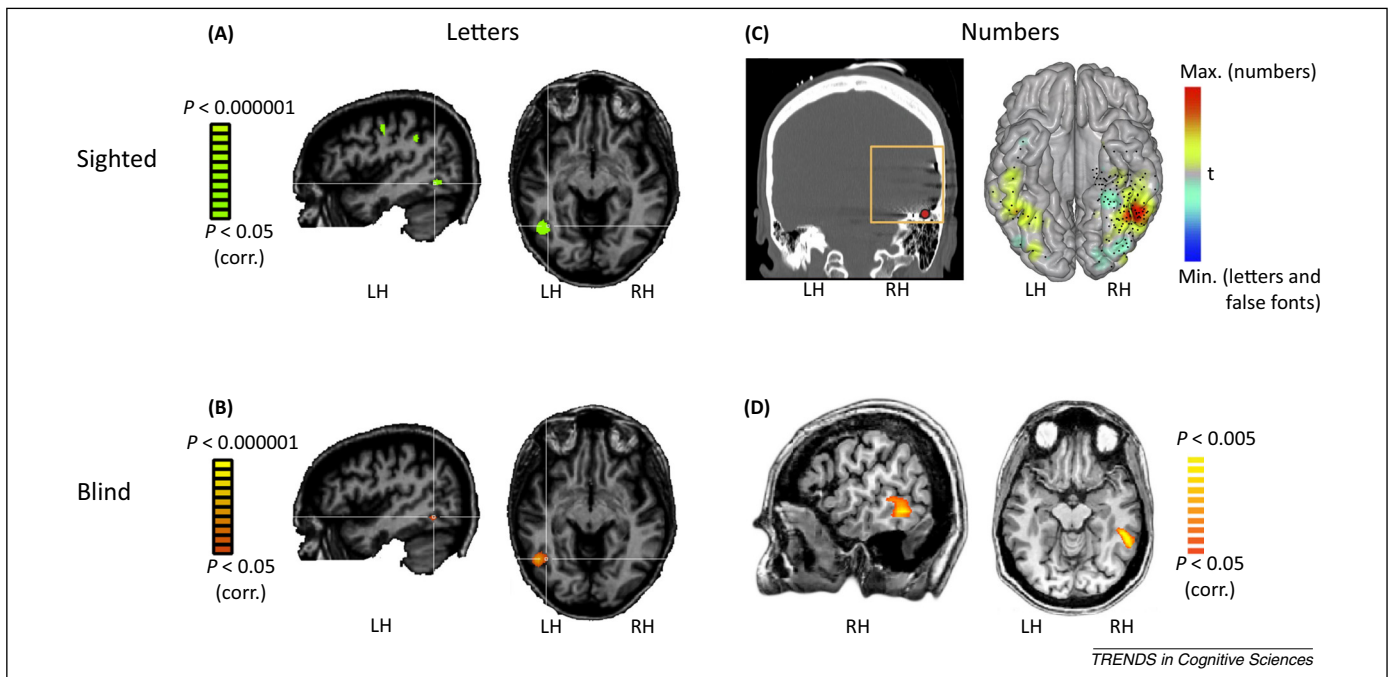 (A)
Letters
(C)
Numbers
Sighted
P < 0.000001
P < 0.05
(corr.)
LH
LH
RH
LH
RH
LH
RH
Max. (numbers)
t
Min. (letters and
false fonts)
(B)
(D)
Blind
P < 0.000001
P < 0.05
(corr.)
LH
LH
RH
RH
LH
RH
P < 0.005
P < 0.05
(corr.)
TRENDS in Cognitive Sciences